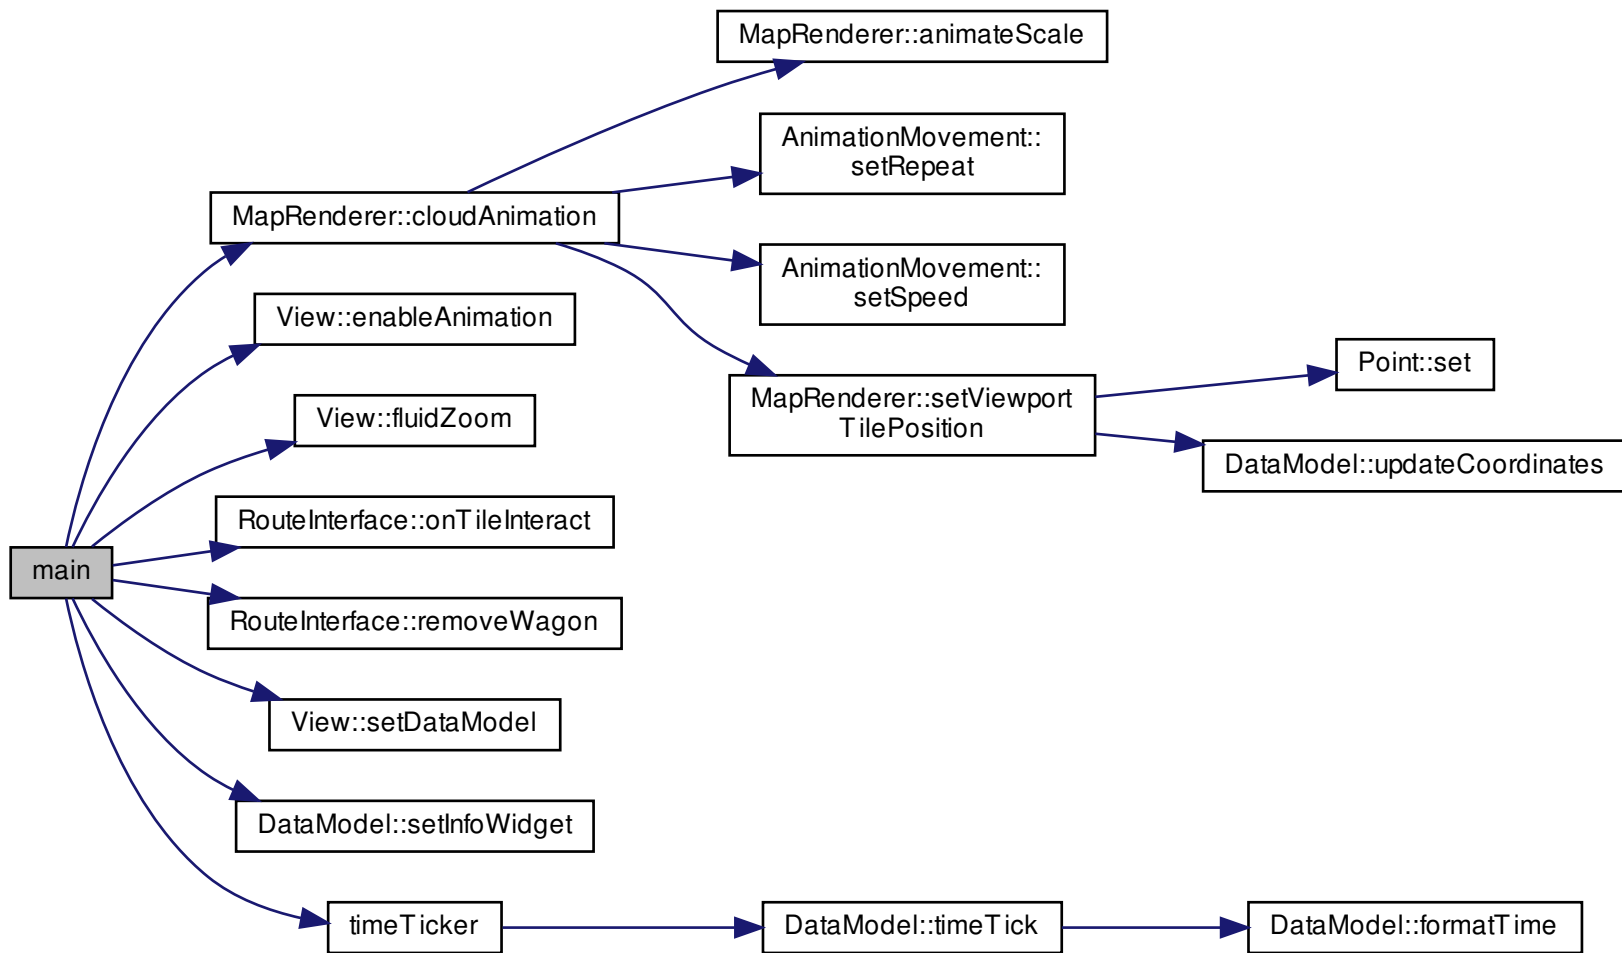 MapRenderer::animateScale
AnimationMovement::
setRepeat
MapRenderer::cloudAnimation
AnimationMovement::
setSpeed
View::enableAnimation
Point::set
MapRenderer::setViewport
TilePosition
View::fluidZoom
DataModel::updateCoordinates
RouteInterface::onTileInteract
main
RouteInterface::removeWagon
View::setDataModel
DataModel::setInfoWidget
timeTicker
DataModel::timeTick
DataModel::formatTime